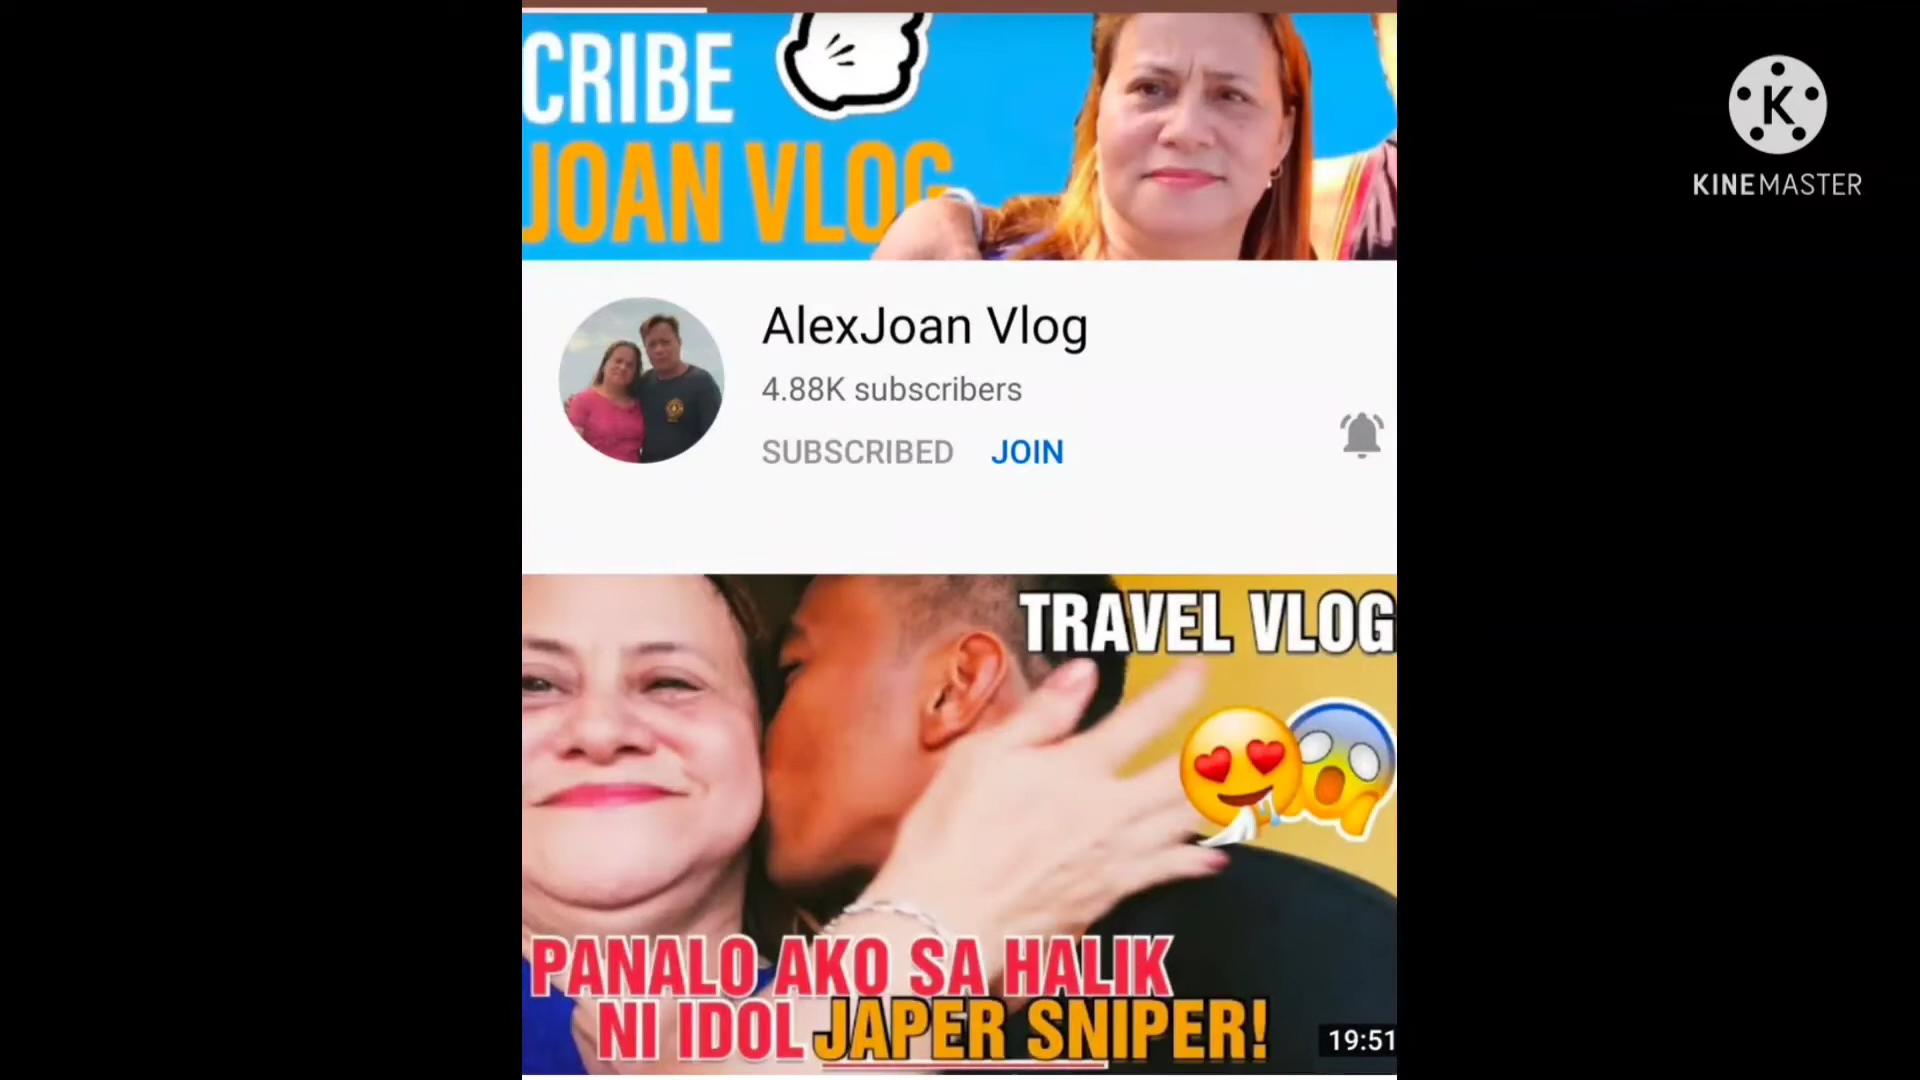 CRIBE
JOAN VLOG
K
KINEMASTER
AlexJoan Vlog
4.88K subscribers
SUBSCRIBED JOIN
TRAVEL VLOG
PANALO AKO SA HALIK
NI IDOL JAPER SNIPER!
19:51